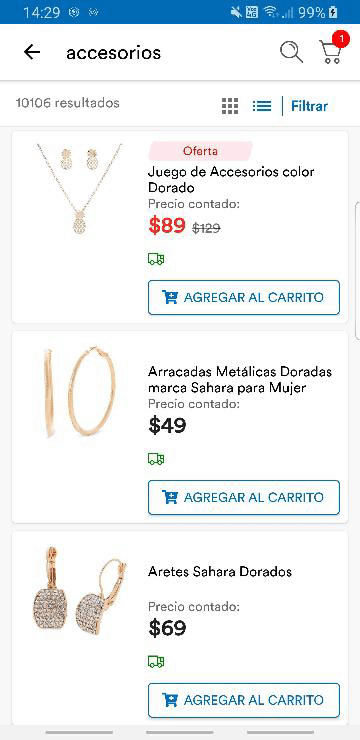 14:29
99%
accesorios
1
10106 resultados
Filtrar
Oferta
Juego de Accesorios color
Dorado
Precio contado:
$89 $129
AGREGAR AL CARRITO
Arracadas Metálicas Doradas
marca Sahara para Mujer
Precio contado:
$49
AGREGAR AL CARRITO
Aretes Sahara Dorados
Precio contado:
$69
AGREGAR AL CARRITO